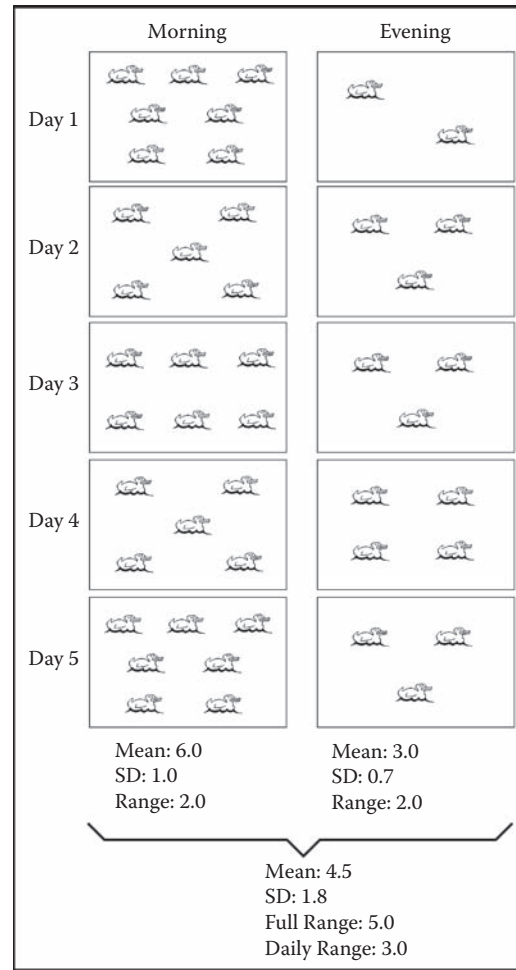 Morning
Evening
Day 1
Day 2
Day 3
Day 4
Day 5
Mean: 6.0
SD: 1.0
Range: 2.0
Mean: 3.0
SD: 0.7
Range: 2.0
Mean: 4.5
SD: 1.8
Full Range: 5.0
Daily Range: 3.0